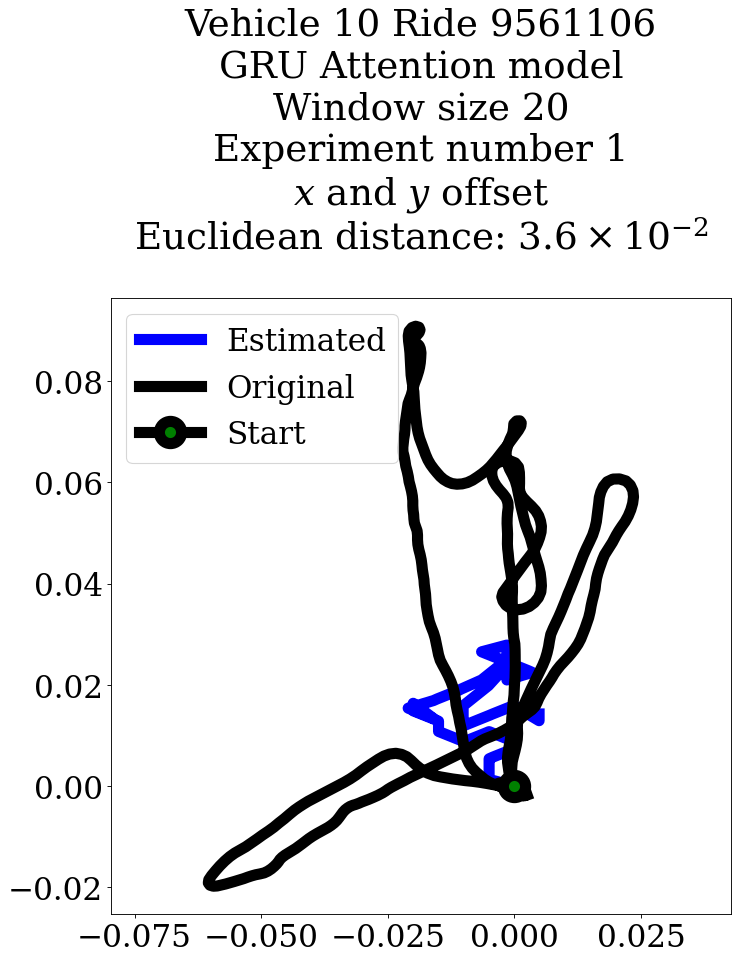 Vehicle 10 Ride 9561106
GRU Attention model
Window size 20
Experiment number 1
x and y offset
Euclidean distance: 3.6 × 10⁻²
Estimated
Original
Start
0.08
0.06
0.04
0.02
0.00
−0.02
−0.075 −0.050 −0.025 0.000 0.025